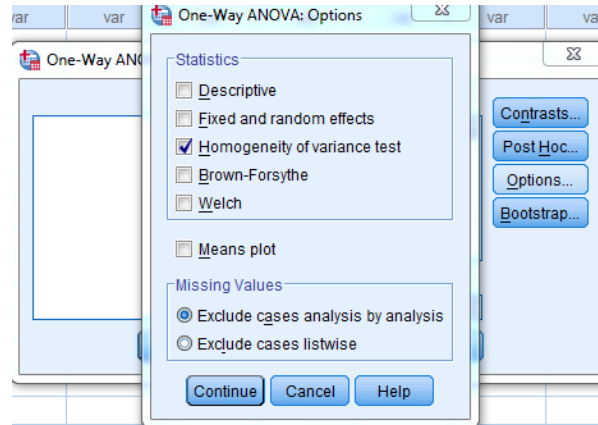 var
var
One-Way ANOVA: Options
var
va
One-Way ANO
Statistics
Descriptive
Fixed and random effects
Homogeneity of variance test
Brown-Forsythe
Welch
Means plot
Missing Values
Exclude cases analysis by analysis
Exclude cases listwise
Continue
Cancel
Help
Contrasts...
Post Hoc...
Options...
Bootstrap...